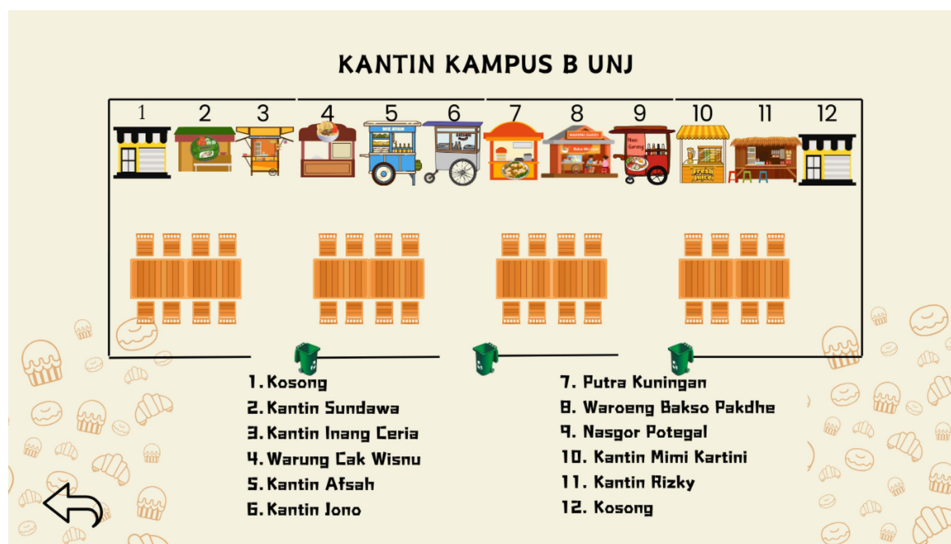 KANTIN KAMPUS B UNJ
1 2 3 4 5 6 7 8 9 10 11 12
Fresh
Juice
1. Kosong
2. Kantin Sundawa
3. Kantin Inang Ceria
4. Warung Cak Wisnu
5. Kantin Afsah
6. Kantin Jono
7. Putra Kuningan
8. Waroeng Bakso Pakdhe
9. Nasgor Potegal
10. Kantin Mimi Kartini
11. Kantin Rizky
12. Kosong